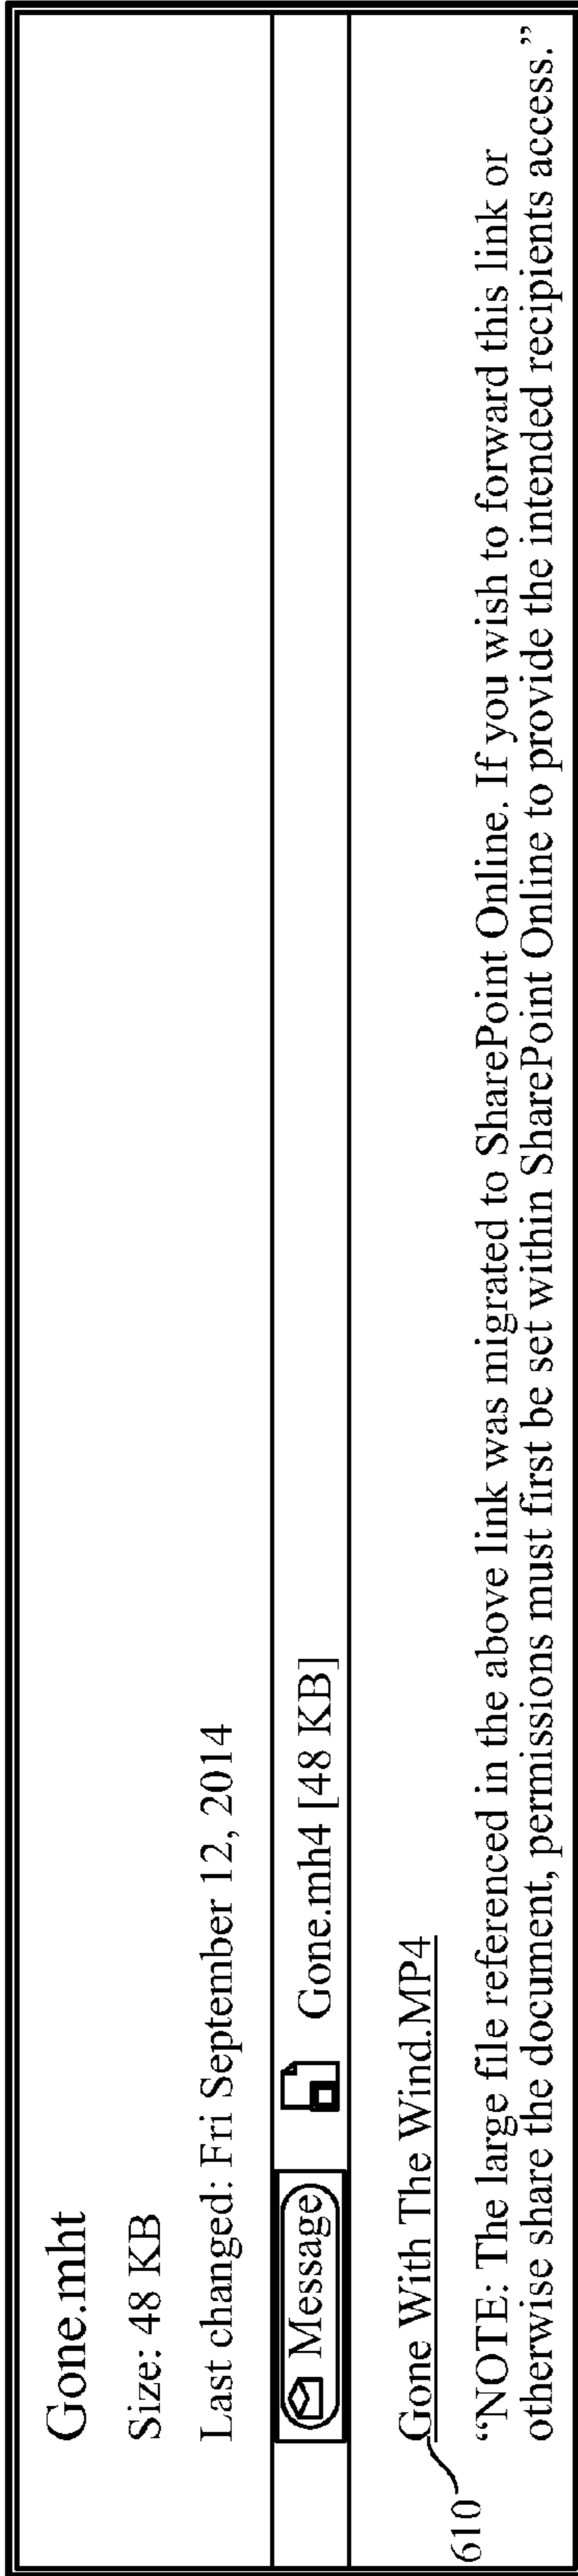 Gone.mht
Size: 48 KB
Last changed: Fri September 12, 2014
Message Gone.mh4 [48 KB]
Gone With The Wind.MP4
610
“NOTE: The large file referenced in the above link was migrated to SharePoint Online. If you wish to forward this link or
otherwise share the document, permissions must first be set within SharePoint Online to provide the intended recipients access.”